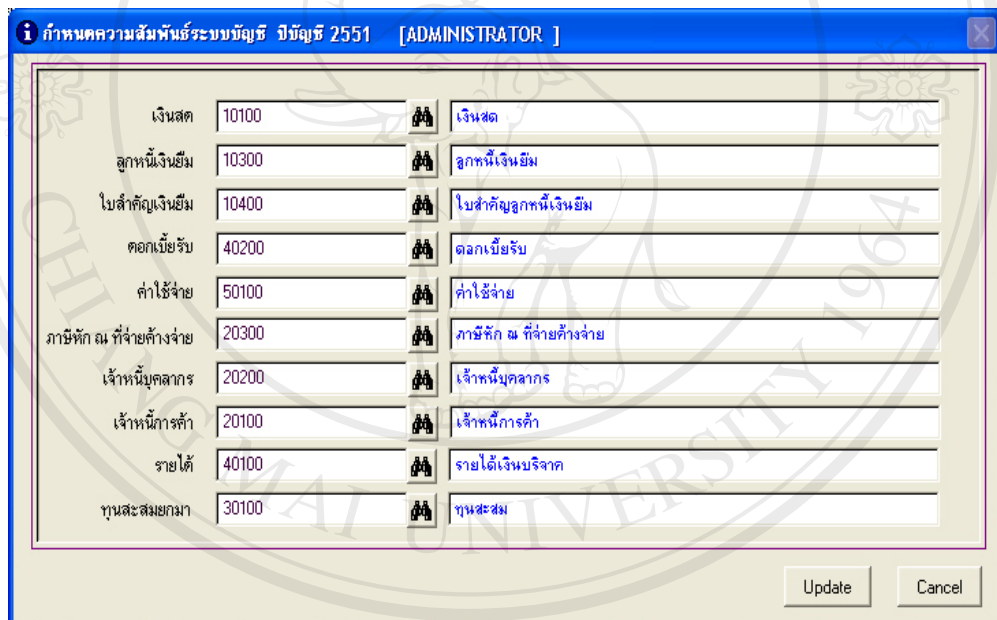 กำหนดความสัมพันธ์ระบบบัญชี ปีบัญชี 2551 [ADMINISTRATOR ]
เงินสด 10100 เงินสด
ลูกหนี้เงินยืม 10300 ลูกหนี้เงินยืม
ใบสำคัญเงินยืม 10400 ใบสำคัญลูกหนี้เงินยืม
ดอกเบี้ยรับ 40200 ดอกเบี้ยรับ
ค่าใช้จ่าย 50100 ค่าใช้จ่าย
ภาษีหัก ณ ที่จ่ายค้างจ่าย 20300 ภาษีหัก ณ ที่จ่ายค้างจ่าย
เจ้าหนี้บุคลากร 20200 เจ้าหนี้บุคลากร
เจ้าหนี้การค้า 20100 เจ้าหนี้การค้า
รายได้ 40100 รายได้เงินบริจาค
ทุนสะสมยกมา 30100 ทุนสะสม
Update Cancel
CHIANG MAI UNIVERSITY 1964